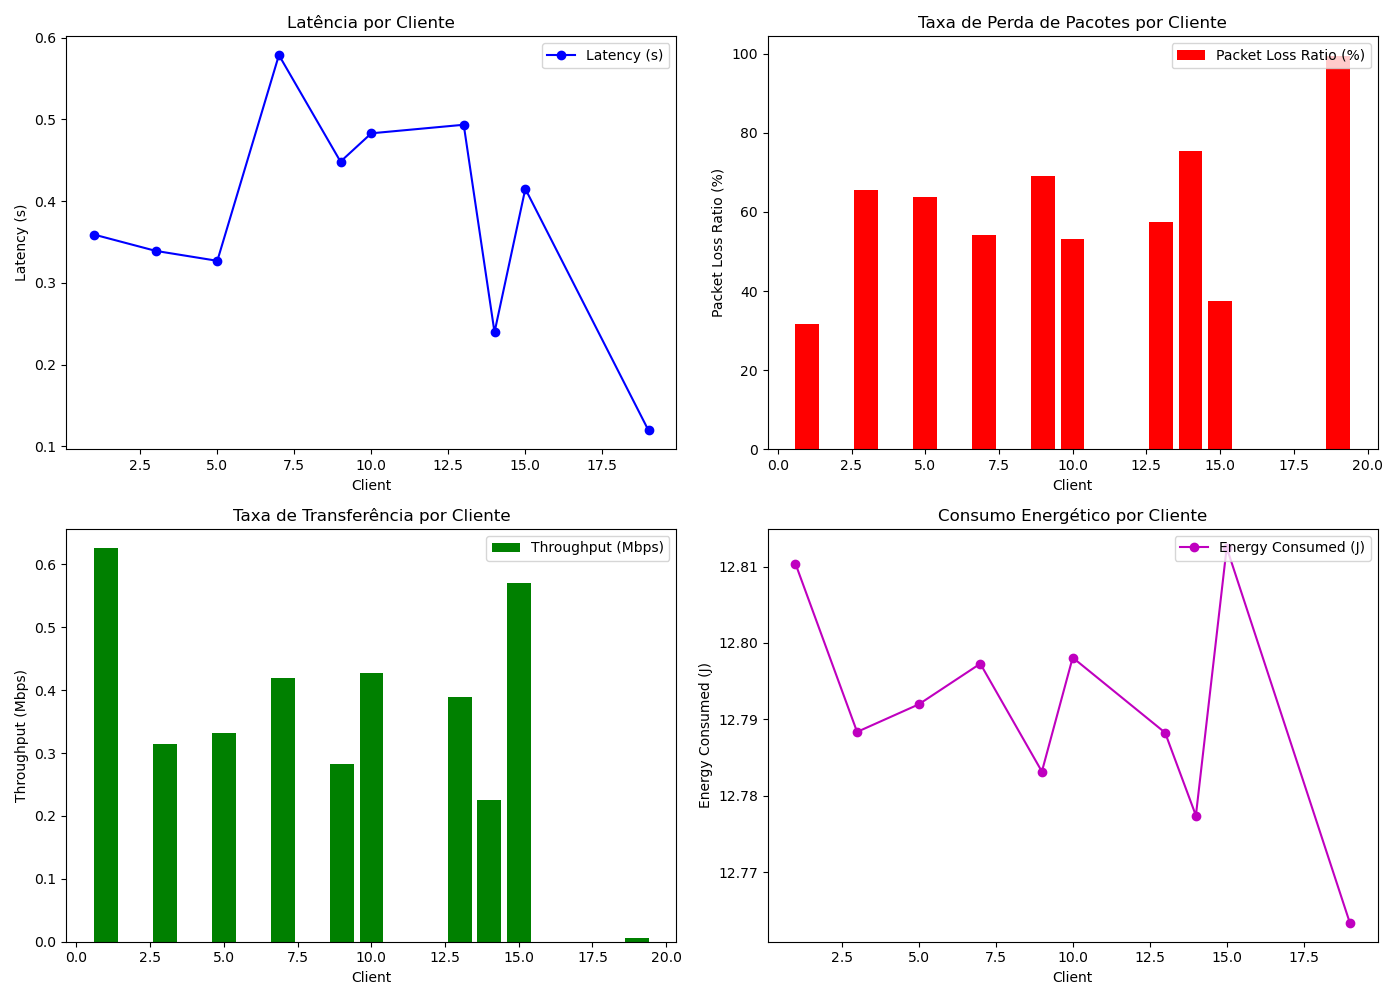 Latência por Cliente
Latency (s)
Latency (s)
0.6
0.5
0.4
0.3
0.2
0.1
2.5 5.0 7.5 10.0 12.5 15.0 17.5
Client
Taxa de Perda de Pacotes por Cliente
Packet Loss Ratio (%)
Packet Loss Ratio (%)
100
80
60
40
20
0
0.0 2.5 5.0 7.5 10.0 12.5 15.0 17.5 20.0
Client
Taxa de Transferência por Cliente
Throughput (Mbps)
Throughput (Mbps)
0.6
0.5
0.4
0.3
0.2
0.1
0.0
0.0 2.5 5.0 7.5 10.0 12.5 15.0 17.5 20.0
Client
Consumo Energético por Cliente
Energy Consumed (J)
Energy Consumed (J)
12.81
12.80
12.79
12.78
12.77
2.5 5.0 7.5 10.0 12.5 15.0 17.5
Client